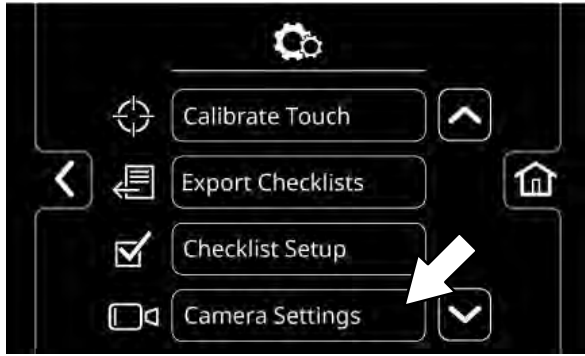 Calibrate Touch
Export Checklists
Checklist Setup
Camera Settings